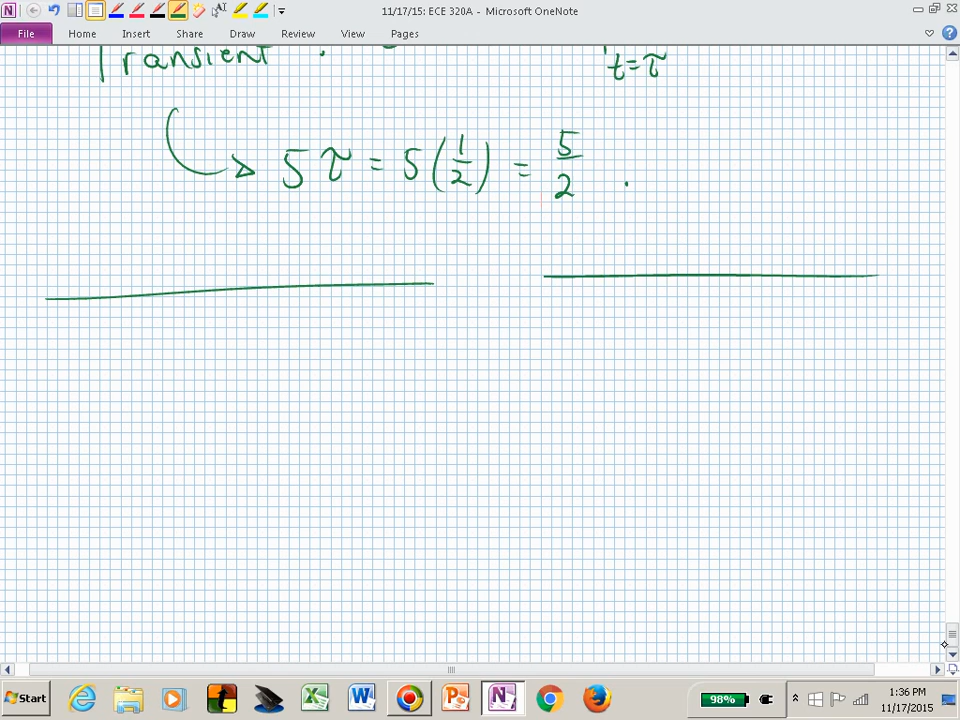 11/17/15: ECE 320A - Microsoft OneNote
File Home Insert Share Draw Review View Pages
Transient :
t=τ
5τ = 5(1/2) = 5/2 .
Start
98%
1:36 PM
11/17/2015